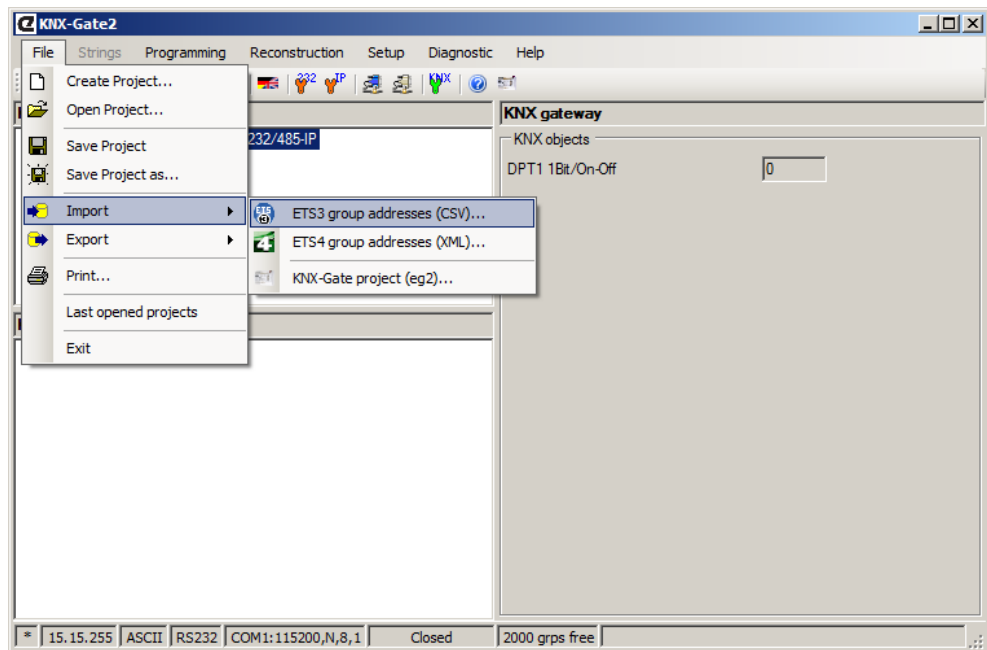 KNX-Gate2
File Strings Programming Reconstruction Setup Diagnostic Help
Create Project...
232 IP KNX
Open Project...
KNX gateway
232/485-IP
KNX objects
Save Project
DPT1 1Bit/On-Off 0
Save Project as...
Import ETS3 group addresses (CSV)...
Export ETS4 group addresses (XML)...
Print... KNX-Gate project (eg2)...
Last opened projects
Exit
* 15.15.255 ASCII RS232 COM1:115200,N,8,1 Closed 2000 grps free